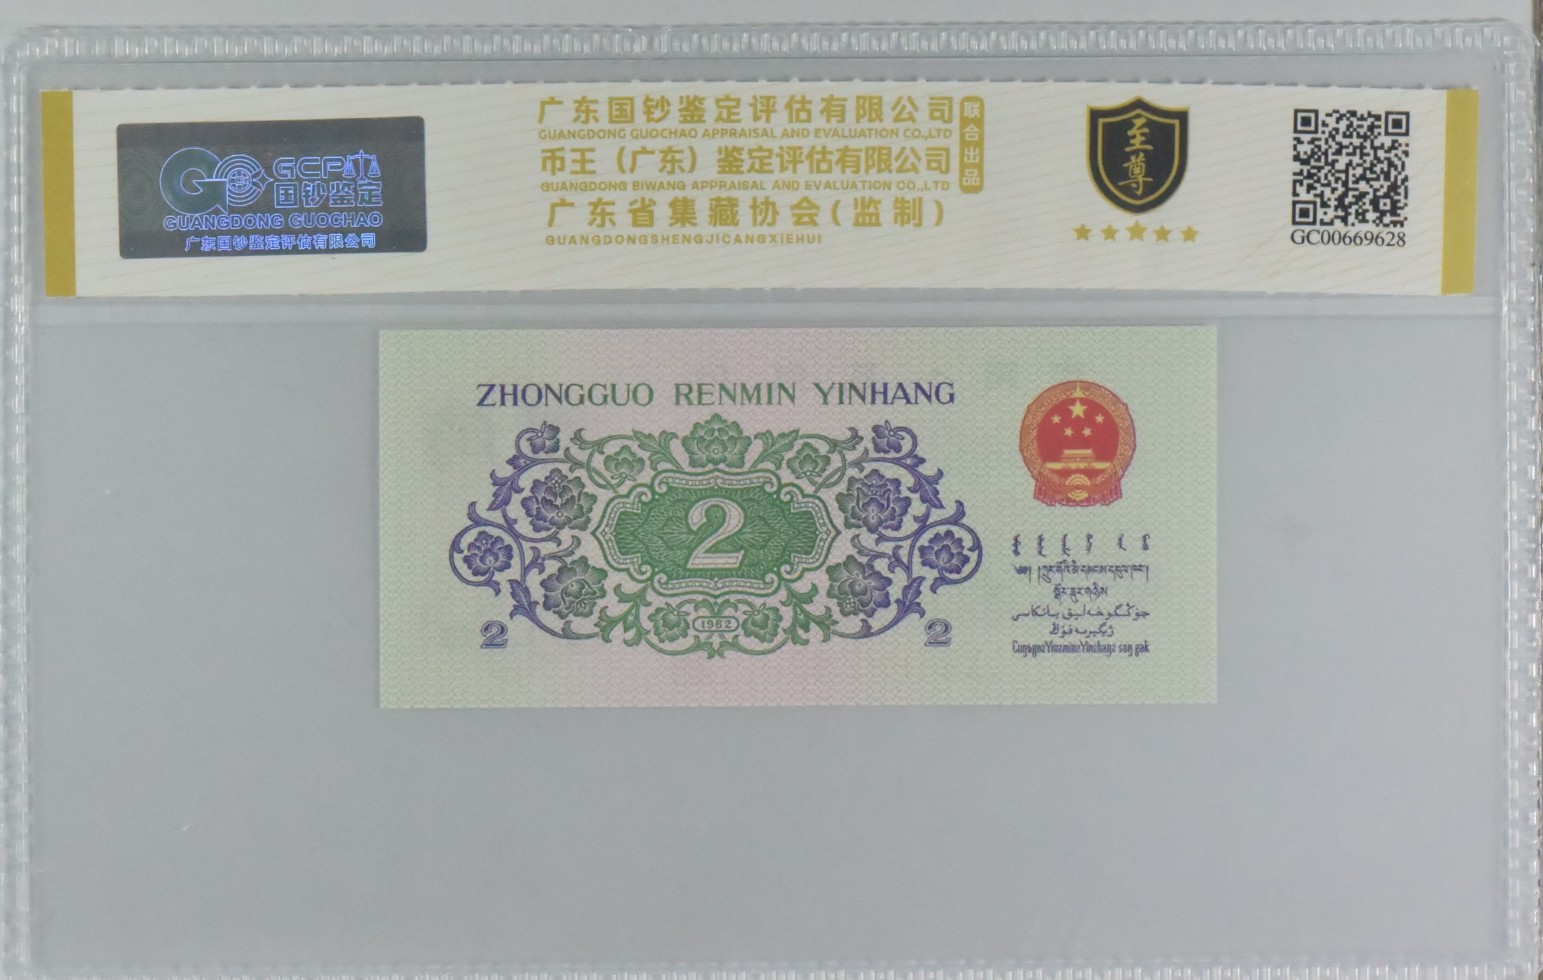 GCP
国钞鉴定
GUANGDONG GUOCHAO
广东国钞鉴定评估有限公司
广东国钞鉴定评估有限公司
GUANGDONG GUOCHAO APPRAISAL AND EVALUATION CO.,LTD
币王（广东）鉴定评估有限公司
GUANGDONG BIWANG APPRAISAL AND EVALUATION CO.,LTD
联合出品
广东省集藏协会(监制)
GUANGDONGSHENGJICANGXIEHUI
至尊
GC00669628
ZHONGGUO RENMIN YINHANG
2
1962
2
2
جۇڭگو خەلىق بانكىسى